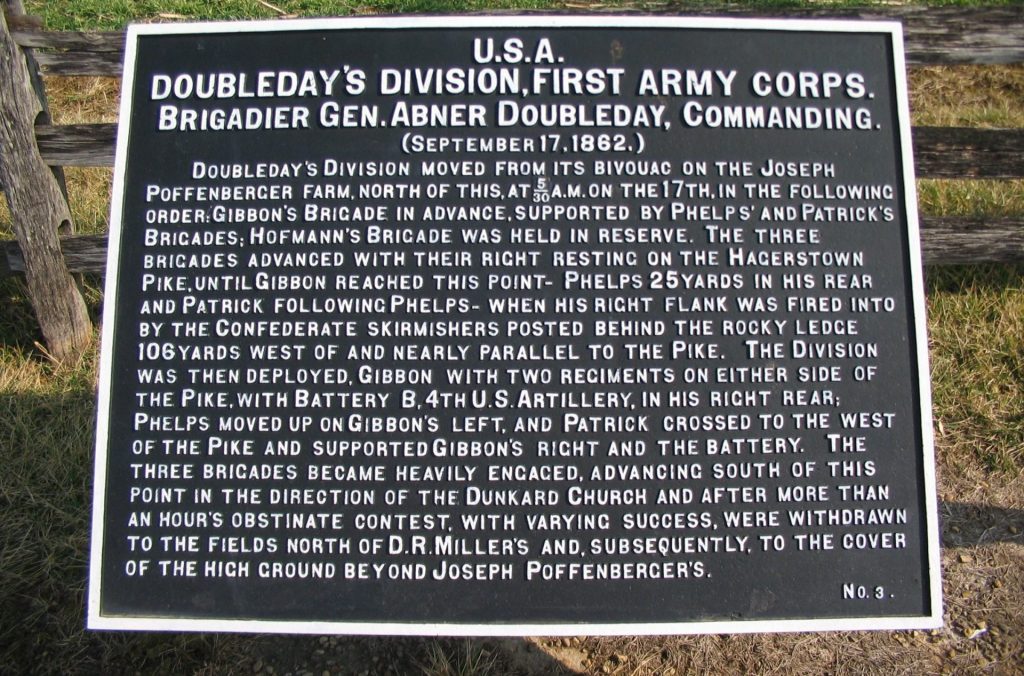 U.S.A.
DOUBLEDAY'S DIVISION, FIRST ARMY CORPS.
BRIGADIER GEN. ABNER DOUBLEDAY, COMMANDING.
(SEPTEMBER 17, 1862.)
DOUBLEDAY'S DIVISION MOVED FROM ITS BIVOUAC ON THE JOSEPH
POFFENBERGER FARM, NORTH OF THIS, AT 5/30 A.M. ON THE 17TH, IN THE FOLLOWING
ORDER: GIBBON'S BRIGADE IN ADVANCE, SUPPORTED BY PHELPS' AND PATRICK'S
BRIGADES; HOFMANN'S BRIGADE WAS HELD IN RESERVE. THE THREE
BRIGADES ADVANCED WITH THEIR RIGHT RESTING ON THE HAGERSTOWN
PIKE, UNTIL GIBBON REACHED THIS POINT- PHELPS 25 YARDS IN HIS REAR
AND PATRICK FOLLOWING PHELPS- WHEN HIS RIGHT FLANK WAS FIRED INTO
BY THE CONFEDERATE SKIRMISHERS POSTED BEHIND THE ROCKY LEDGE
106 YARDS WEST OF AND NEARLY PARALLEL TO THE PIKE. THE DIVISION
WAS THEN DEPLOYED, GIBBON WITH TWO REGIMENTS ON EITHER SIDE OF
THE PIKE, WITH BATTERY B, 4TH U.S. ARTILLERY, IN HIS RIGHT REAR;
PHELPS MOVED UP ON GIBBON'S LEFT, AND PATRICK CROSSED TO THE WEST
OF THE PIKE AND SUPPORTED GIBBON'S RIGHT AND THE BATTERY. THE
THREE BRIGADES BECAME HEAVILY ENGAGED, ADVANCING SOUTH OF THIS
POINT IN THE DIRECTION OF THE DUNKARD CHURCH AND AFTER MORE THAN
AN HOUR'S OBSTINATE CONTEST, WITH VARYING SUCCESS, WERE WITHDRAWN
TO THE FIELDS NORTH OF D.R. MILLER'S AND, SUBSEQUENTLY, TO THE COVER
OF THE HIGH GROUND BEYOND JOSEPH POFFENBERGER'S.
NO. 3.